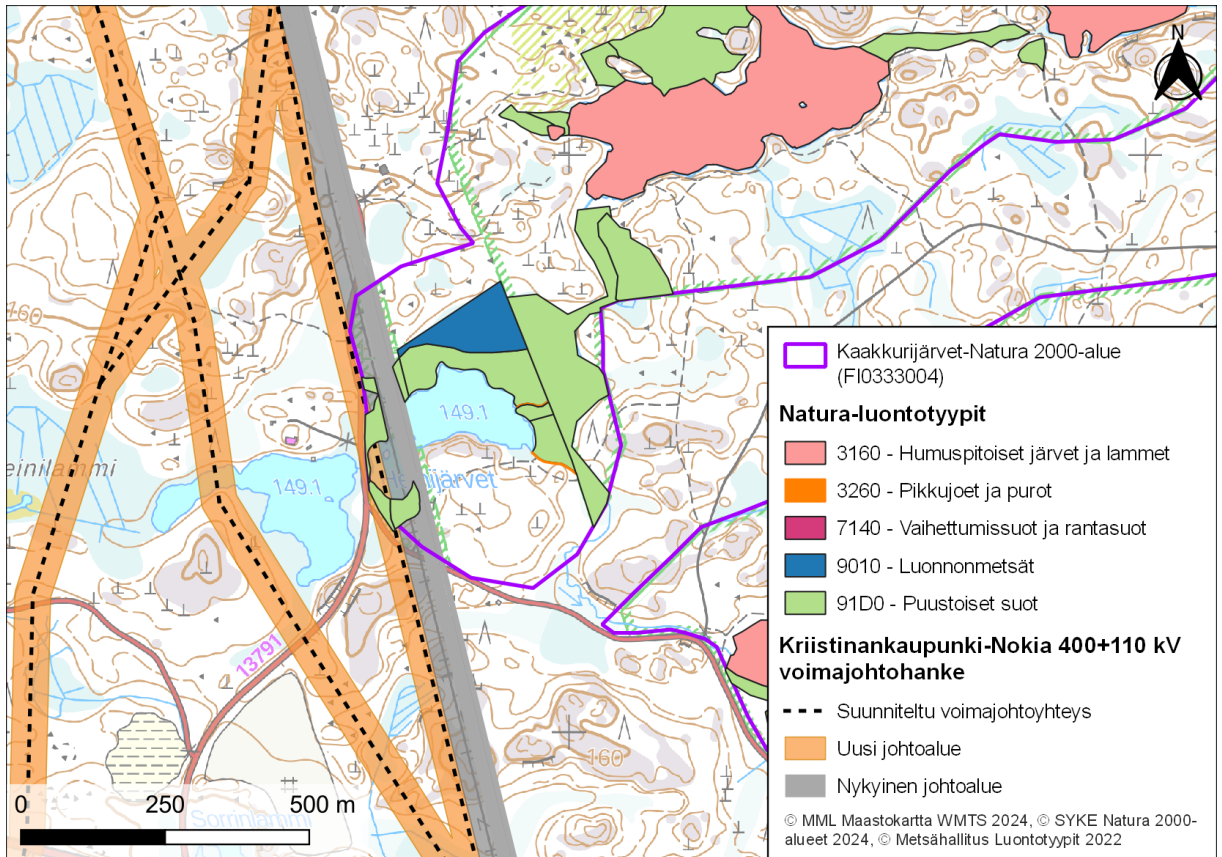 N
160
149.1
149.1
einilammi
järvet
13791
160
Sorrinlammi
0 250 500 m
Kaakkurijärvet-Natura 2000-alue
(FI0333004)
Natura-luontotyypit
3160 - Humuspitoiset järvet ja lammet
3260 - Pikkujoet ja purot
7140 - Vaihettumissuot ja rantasuot
9010 - Luonnonmetsät
91D0 - Puustoiset suot
Kriistinankaupunki-Nokia 400+110 kV
voimajohtohanke
Suunniteltu voimajohtoyhteys
Uusi johtoalue
Nykyinen johtoalue
© MML Maastokartta WMTS 2024, © SYKE Natura 2000-
alueet 2024, © Metsähallitus Luontotyypit 2022